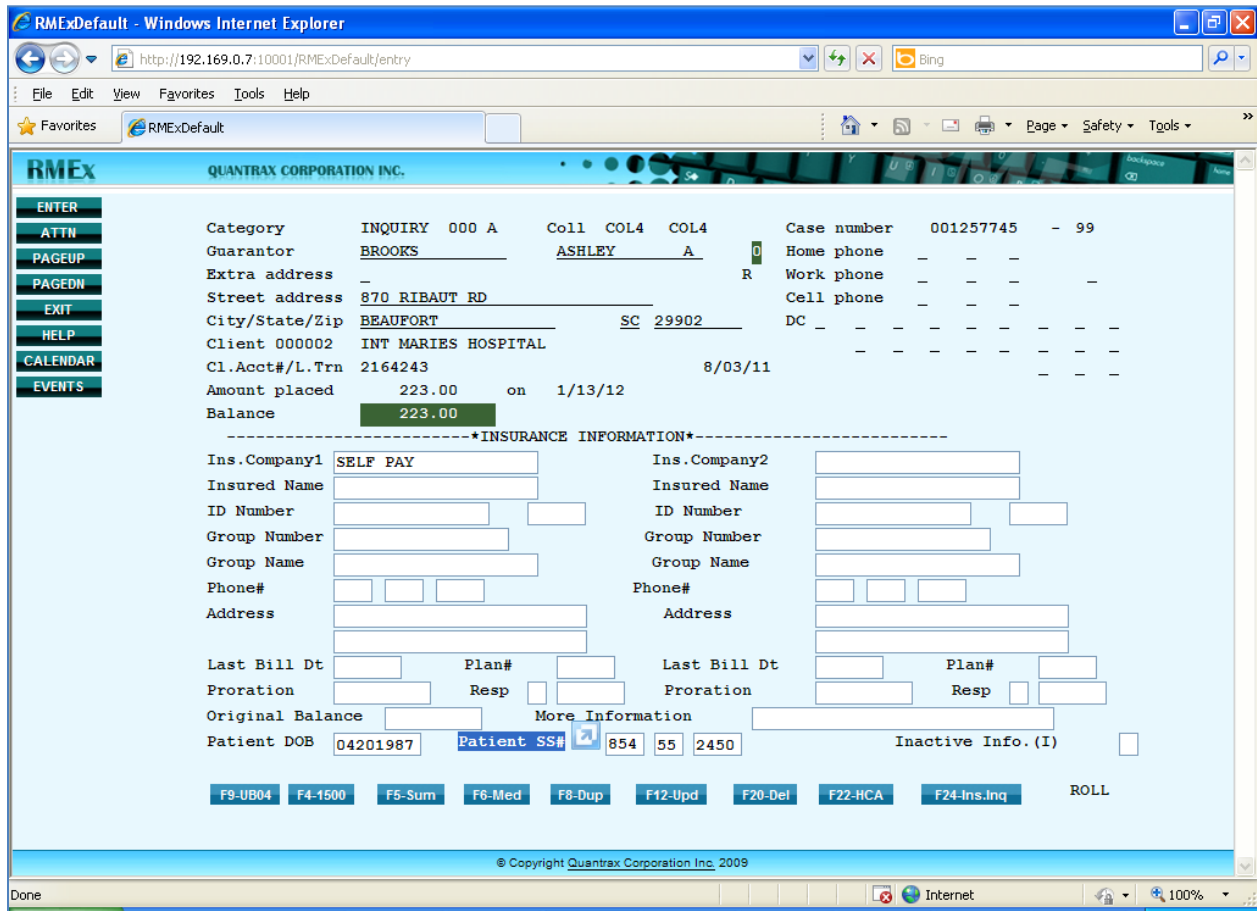 RMExDefault - Windows Internet Explorer
http://192.169.0.7:10001/RMExDefault/entry Bing
File Edit View Favorites Tools Help
Favorites RMExDefault Page Safety Tools »
RMEx QUANTRAX CORPORATION INC. backspace home
ENTER
ATTN
PAGEUP
PAGEDN
EXIT
HELP
CALENDAR
EVENTS
Category INQUIRY 000 A Coll COL4 COL4 Case number 001257745 - 99
Guarantor BROOKS ASHLEY A 0 Home phone
Extra address R Work phone
Street address 870 RIBAUT RD Cell phone
City/State/Zip BEAUFORT SC 29902 DC
Client 000002 INT MARIES HOSPITAL
Cl.Acct#/L.Trn 2164243 8/03/11
Amount placed 223.00 on 1/13/12
Balance 223.00
-------------------------*INSURANCE INFORMATION*--------------------------
Ins.Company1 SELF PAY Ins.Company2
Insured Name Insured Name
ID Number ID Number
Group Number Group Number
Group Name Group Name
Phone# Phone#
Address Address
Last Bill Dt Plan# Last Bill Dt Plan#
Proration Resp Proration Resp
Original Balance More Information
Patient DOB 04201987 Patient SS# 854 55 2450 Inactive Info.(I)
F9-UB04 F4-1500 F5-Sum F6-Med F8-Dup F12-Upd F20-Del F22-HCA F24-Ins.Inq ROLL
© Copyright Quantrax Corporation Inc. 2009
Done Internet 100%